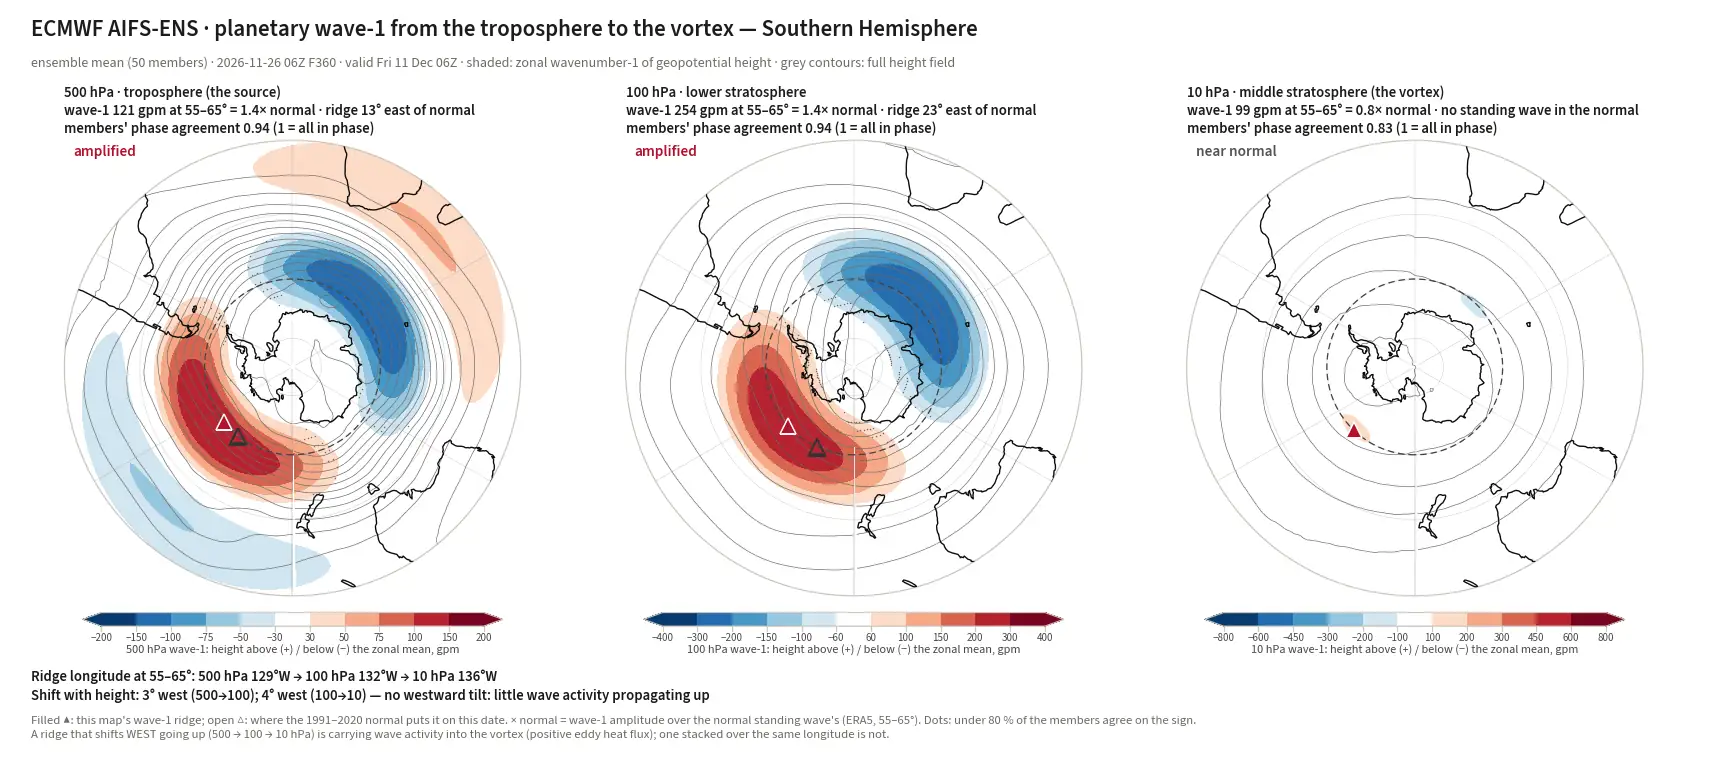 ECMWF AIFS-ENS · planetary wave-1 from the troposphere to the vortex — Southern Hemisphere
ensemble mean (50 members) · 2026-11-26 06Z F360 · valid Fri 11 Dec 06Z · shaded: zonal wavenumber-1 of geopotential height · grey contours: full height field
500 hPa · troposphere (the source)
wave-1 121 gpm at 55–65° = 1.4× normal · ridge 13° east of normal
members' phase agreement 0.94 (1 = all in phase)
amplified
100 hPa · lower stratosphere
wave-1 254 gpm at 55–65° = 1.4× normal · ridge 23° east of normal
members' phase agreement 0.94 (1 = all in phase)
amplified
10 hPa · middle stratosphere (the vortex)
wave-1 99 gpm at 55–65° = 0.8× normal · no standing wave in the normal
members' phase agreement 0.83 (1 = all in phase)
near normal
−200 −150 −100 −75 −50 −30 30 50 75 100 150 200
500 hPa wave-1: height above (+) / below (−) the zonal mean, gpm
−400 −300 −200 −150 −100 −60 60 100 150 200 300 400
100 hPa wave-1: height above (+) / below (−) the zonal mean, gpm
−800 −600 −450 −300 −200 −100 100 200 300 450 600 800
10 hPa wave-1: height above (+) / below (−) the zonal mean, gpm
Ridge longitude at 55–65°: 500 hPa 129°W → 100 hPa 132°W → 10 hPa 136°W
Shift with height: 3° west (500→100); 4° west (100→10) — no westward tilt: little wave activity propagating up
Filled ▲: this map's wave-1 ridge; open △: where the 1991–2020 normal puts it on this date. × normal = wave-1 amplitude over the normal standing wave's (ERA5, 55–65°). Dots: under 80 % of the members agree on the sign.
A ridge that shifts WEST going up (500 → 100 → 10 hPa) is carrying wave activity into the vortex (positive eddy heat flux); one stacked over the same longitude is not.